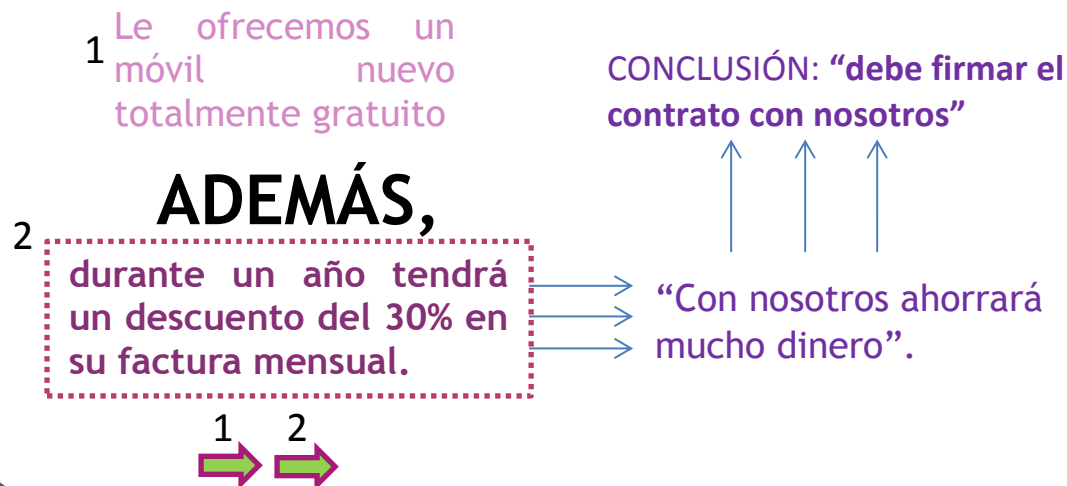 1
Le ofrecemos un
móvil nuevo
totalmente gratuito
ADEMÁS,
2
durante un año tendrá
un descuento del 30% en
su factura mensual.
1 2
CONCLUSIÓN: “debe firmar el
contrato con nosotros”
“Con nosotros ahorrará
mucho dinero”.